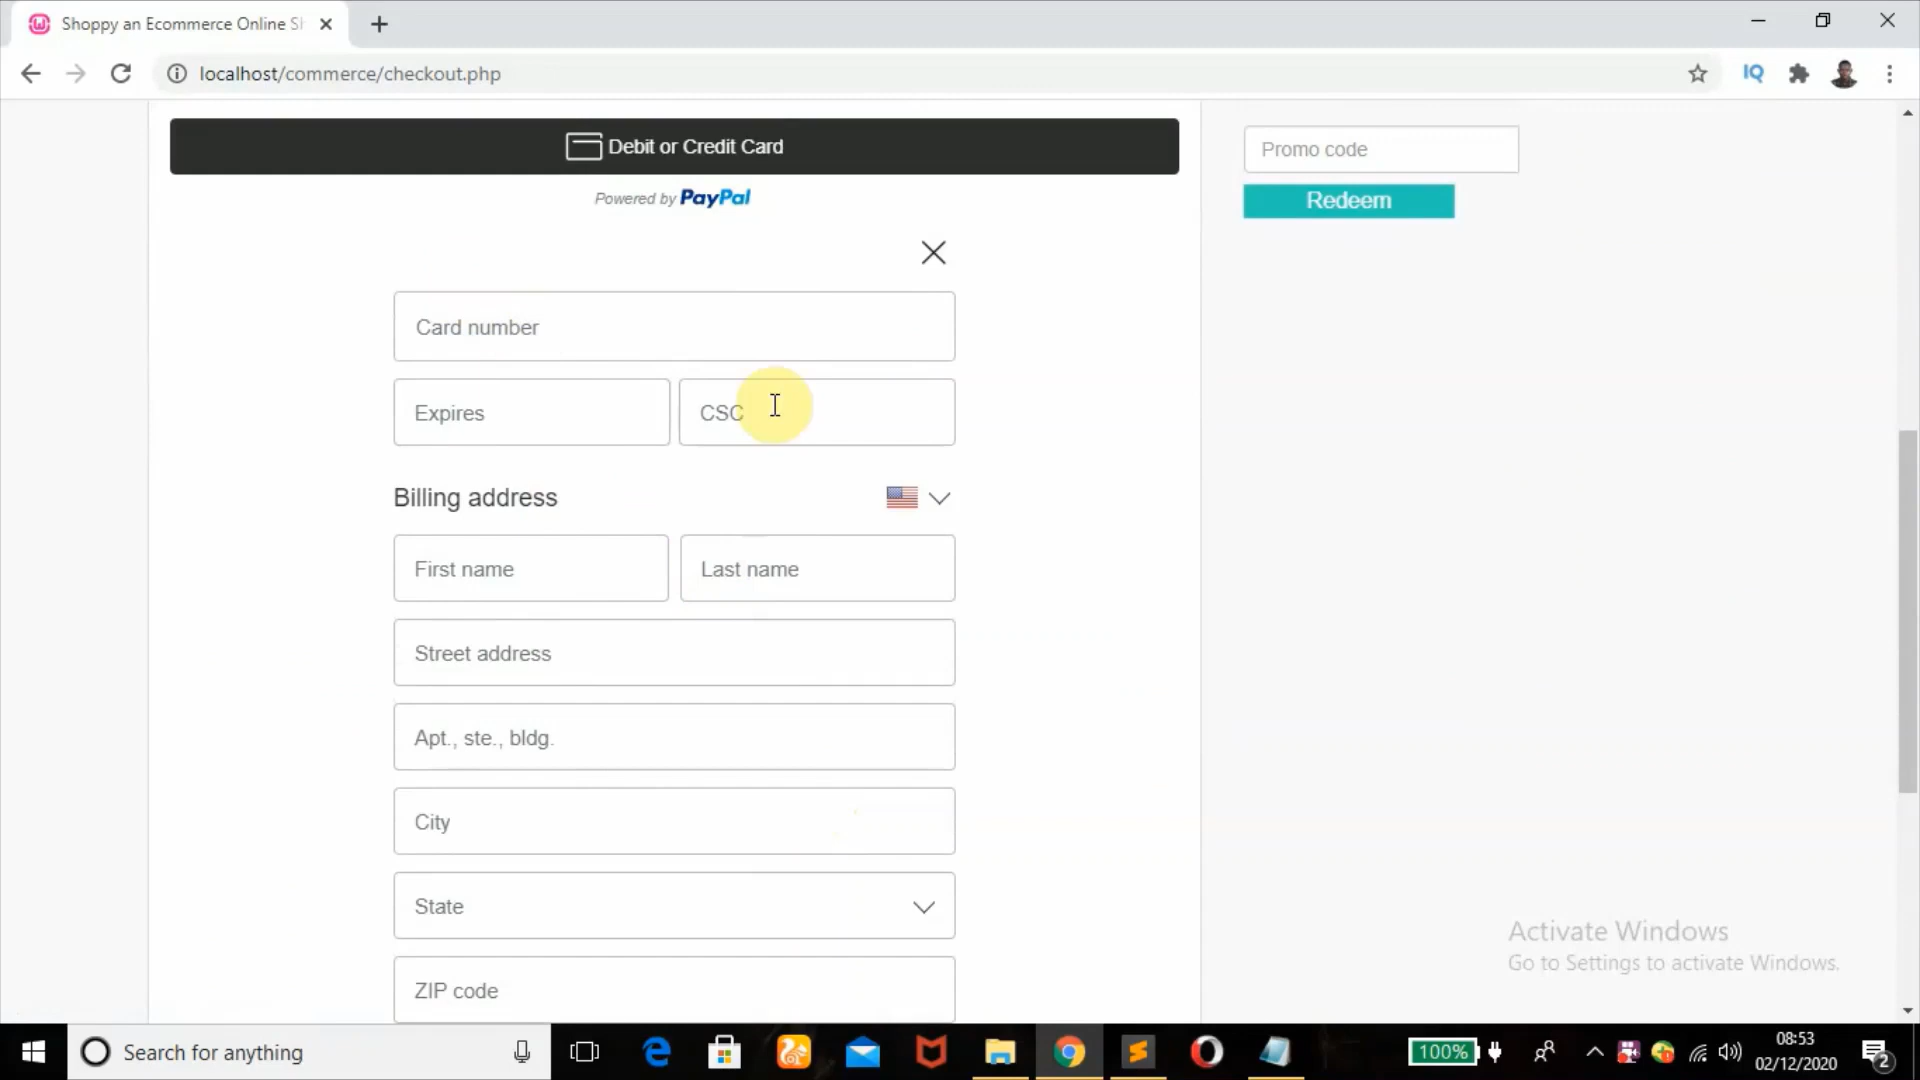 Shoppy an Ecommerce Online Sh
localhost/commerce/checkout.php
IQ
Debit or Credit Card
Powered by PayPal
Promo code
Redeem
Card number
Expires
CSC
Billing address
First name
Last name
Street address
Apt., ste., bldg.
City
State
ZIP code
Activate Windows
Go to Settings to activate Windows.
Search for anything
100%
08:53
02/12/2020
2